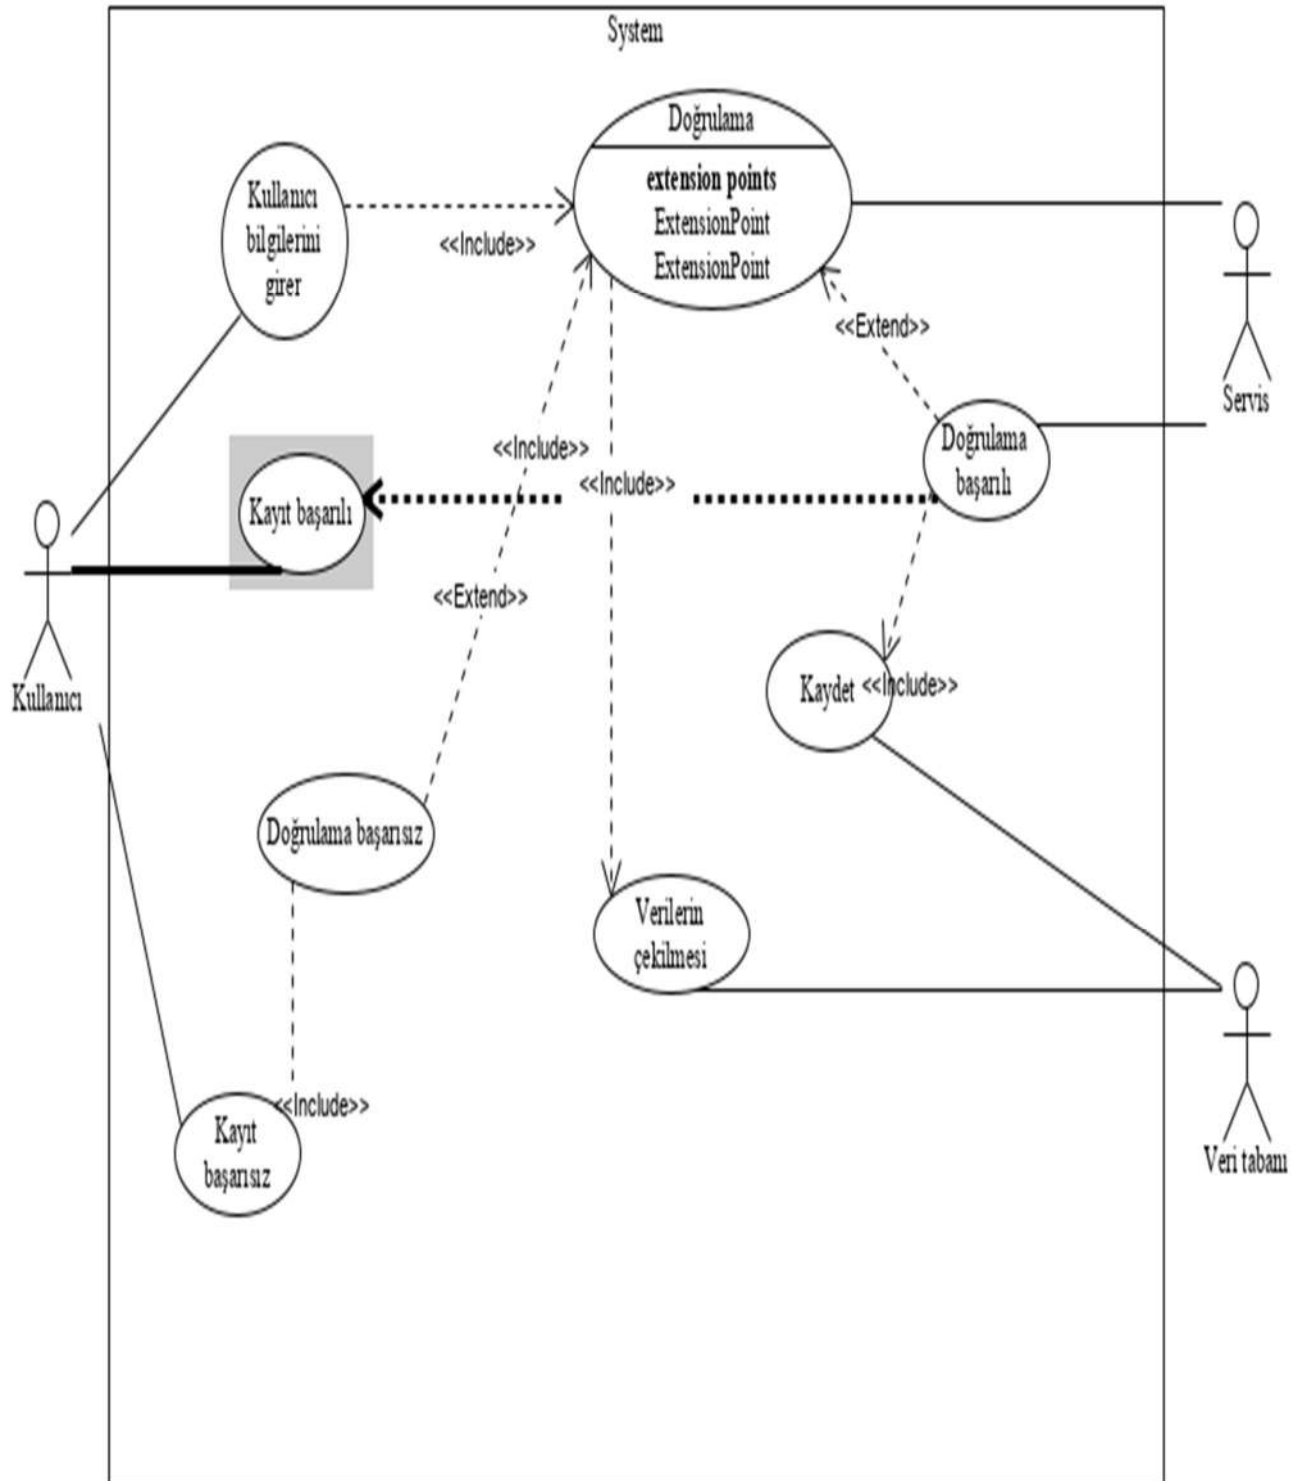 System
Doğrulama
extension points
ExtensionPoint
ExtensionPoint
Kullanıcı
bilgilerini
girer
<<Include>>
<<Extend>>
Servis
Doğrulama
başarılı
<<Include>>
<<Include>>
Kayıt başarılı
<<Extend>>
Kaydet
<<Include>>
Kullanıcı
Doğrulama başarısız
Verilerin
çekilmesi
<<Include>>
Kayıt
başarısız
Veri tabanı